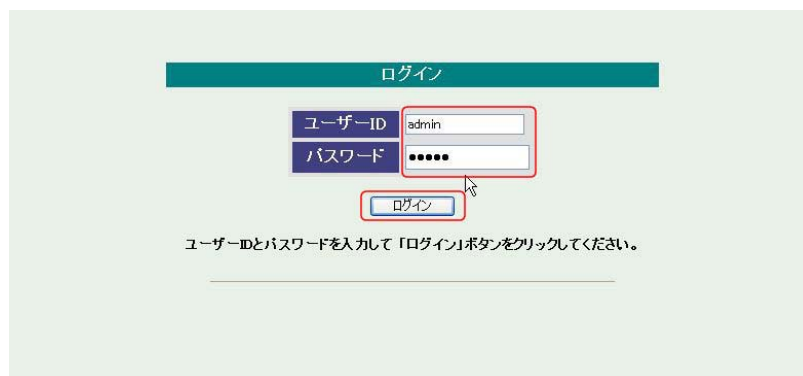 ログイン
ユーザーID admin
パスワード ●●●●●
ログイン
ユーザーIDとパスワードを入力して「ログイン」ボタンをクリックしてください。